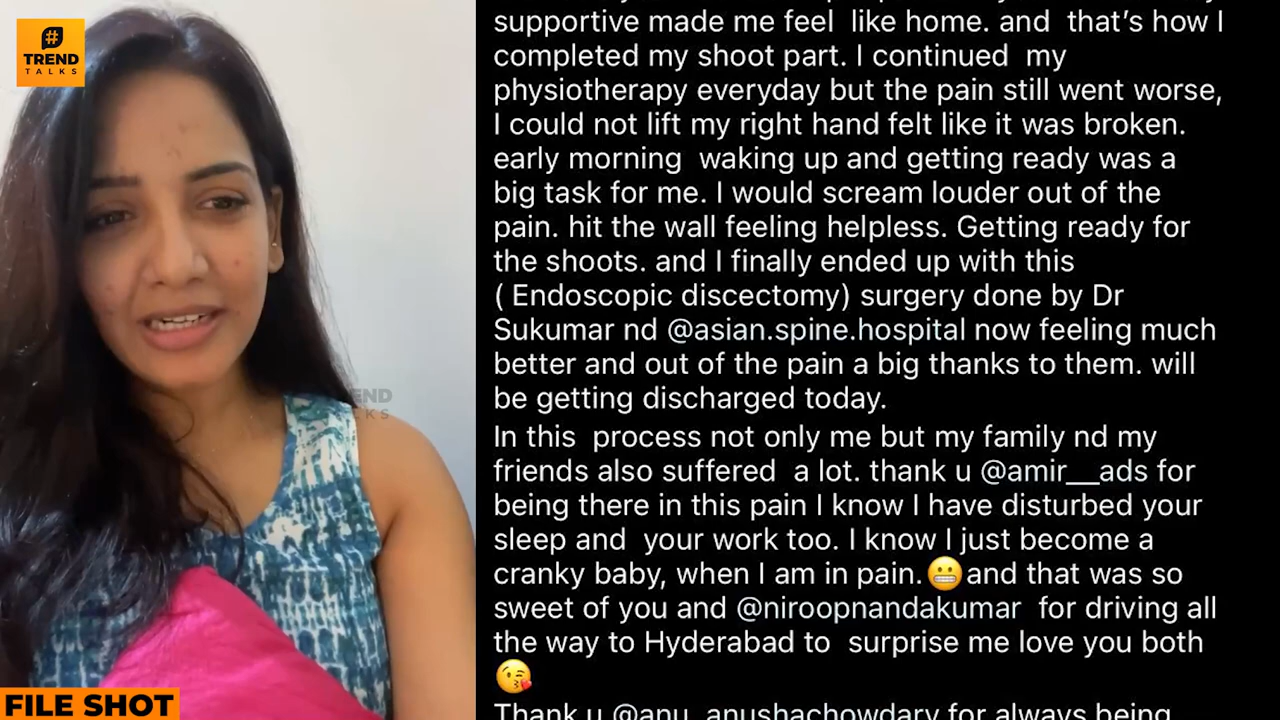 #
TREND
TALKS
supportive made me feel like home. and that’s how I
completed my shoot part. I continued my
physiotherapy everyday but the pain still went worse,
I could not lift my right hand felt like it was broken.
early morning waking up and getting ready was a
big task for me. I would scream louder out of the
pain. hit the wall feeling helpless. Getting ready for
the shoots. and I finally ended up with this
( Endoscopic discectomy) surgery done by Dr
Sukumar nd @asian.spine.hospital now feeling much
better and out of the pain a big thanks to them. will
be getting discharged today.
In this process not only me but my family nd my
friends also suffered a lot. thank u @amir__ads for
being there in this pain I know I have disturbed your
sleep and your work too. I know I just become a
cranky baby, when I am in pain.😬and that was so
sweet of you and @niroopnandakumar for driving all
the way to Hyderabad to surprise me love you both
😘
Thank u @anu_anushachowdary for always being
TREND
TALKS
FILE SHOT